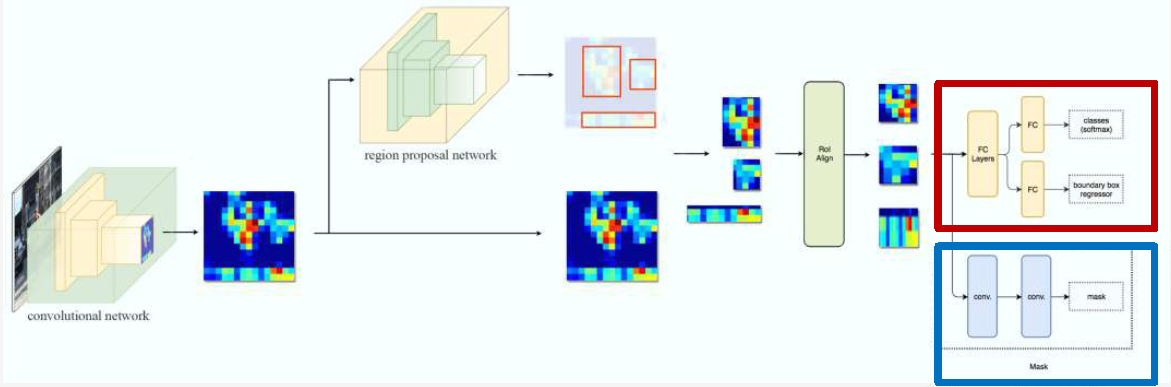 region proposal network
convolutional network
RoI
Align
FC
Layers
FC
classes
(softmax)
FC
boundary box
regressor
conv.
conv.
mask
Mask